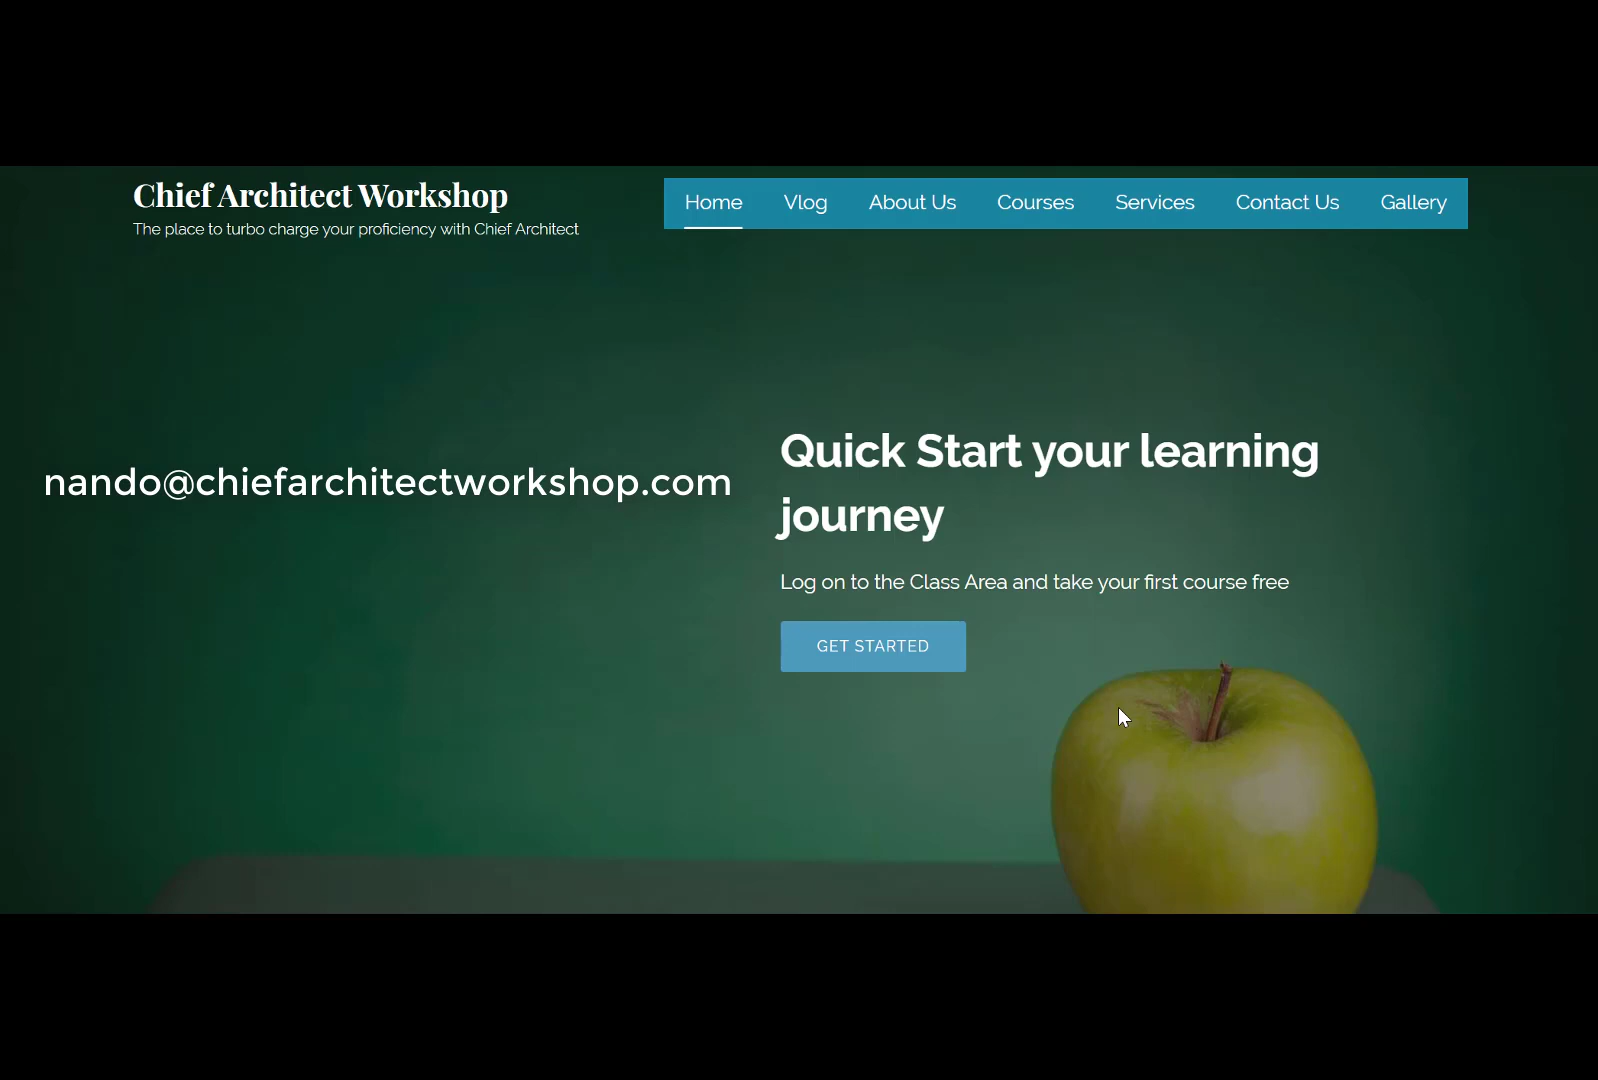 Chief Architect Workshop
The place to turbo charge your proficiency with Chief Architect
Home Vlog About Us Courses Services Contact Us Gallery
nando@chiefarchitectworkshop.com
Quick Start your learning
journey
Log on to the Class Area and take your first course free
GET STARTED